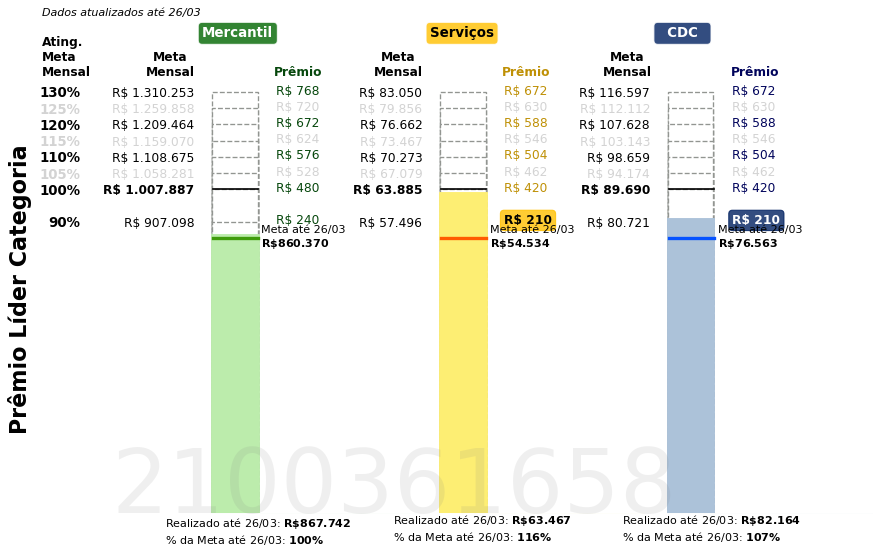 Dados atualizados até 26/03
Mercantil Serviços CDC
Ating. Meta Mensal Meta Mensal Prêmio Meta Mensal Prêmio Meta Mensal Prêmio
130% R$ 1.310.253 R$ 768 R$ 83.050 R$ 672 R$ 116.597 R$ 672
125% R$ 1.259.858 R$ 720 R$ 79.856 R$ 630 R$ 112.112 R$ 630
120% R$ 1.209.464 R$ 672 R$ 76.662 R$ 588 R$ 107.628 R$ 588
115% R$ 1.159.070 R$ 624 R$ 73.467 R$ 546 R$ 103.143 R$ 546
110% R$ 1.108.675 R$ 576 R$ 70.273 R$ 504 R$ 98.659 R$ 504
105% R$ 1.058.281 R$ 528 R$ 67.079 R$ 462 R$ 94.174 R$ 462
100% R$ 1.007.887 R$ 480 R$ 63.885 R$ 420 R$ 89.690 R$ 420
90% R$ 907.098 R$ 240 R$ 57.496 R$ 210 R$ 80.721 R$ 210
Meta até 26/03 Meta até 26/03 Meta até 26/03
R$860.370 R$54.534 R$76.563
Prêmio Líder Categoria
2100361658
Realizado até 26/03: R$867.742 Realizado até 26/03: R$63.467 Realizado até 26/03: R$82.164
% da Meta até 26/03: 100% % da Meta até 26/03: 116% % da Meta até 26/03: 107%